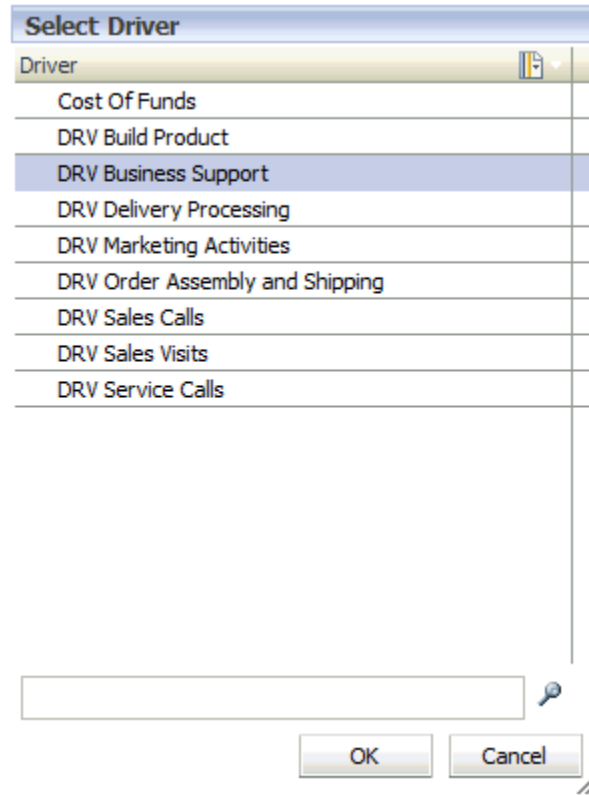 Select Driver
Driver
Cost Of Funds
DRV Build Product
DRV Business Support
DRV Delivery Processing
DRV Marketing Activities
DRV Order Assembly and Shipping
DRV Sales Calls
DRV Sales Visits
DRV Service Calls
OK Cancel